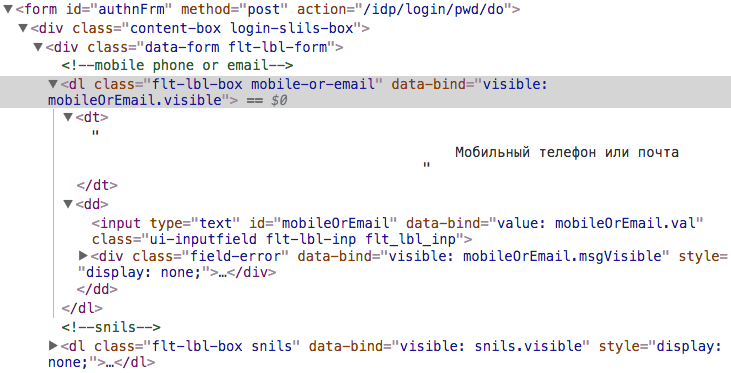 ▼<form id="authnFrm" method="post" action="/idp/login/pwd/do">
▼<div class="content-box login-slils-box">
▼<div class="data-form flt-lbl-form">
<!--mobile phone or email-->
▼<dl class="flt-lbl-box mobile-or-email" data-bind="visible:
mobileOrEmail.visible"> == $0
▼<dt>
"
Мобильный телефон или почта
"
</dt>
▼<dd>
<input type="text" id="mobileOrEmail" data-bind="value: mobileOrEmail.val"
class="ui-inputfield flt-lbl-inp flt_lbl_inp">
▶<div class="field-error" data-bind="visible: mobileOrEmail.msgVisible" style=
"display: none;">…</div>
</dd>
</dl>
<!--snils-->
▶<dl class="flt-lbl-box snils" data-bind="visible: snils.visible" style="display:
none;">…</dl>